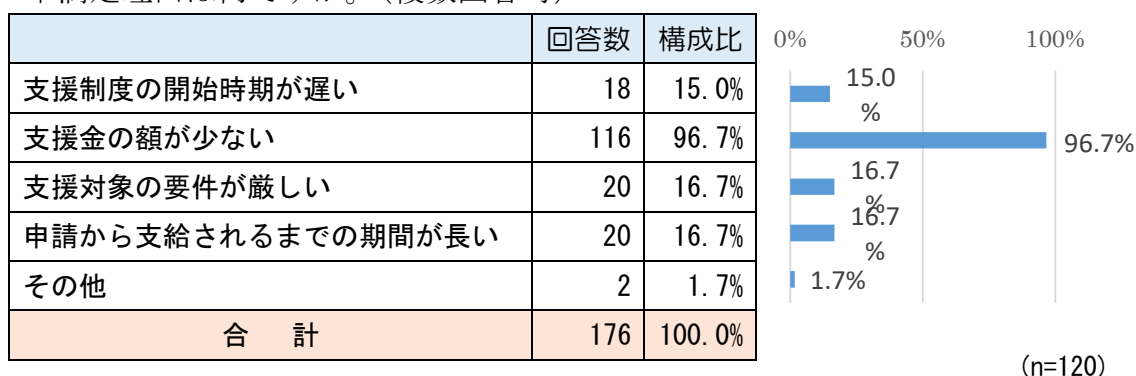 回答数 構成比
支援制度の開始時期が遅い 18 15.0%
支援金の額が少ない 116 96.7%
支援対象の要件が厳しい 20 16.7%
申請から支給されるまでの期間が長い 20 16.7%
その他 2 1.7%
合 計 176 100.0%
0% 50% 100%
15.0
%
96.7%
16.7
%
16.7
%
1.7%
(n=120)